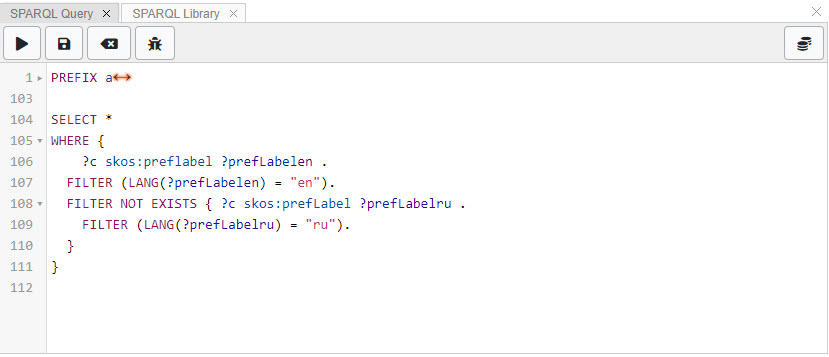 SPARQL Query × SPARQL Library ×
1 PREFIX a
103
104 SELECT *
105 WHERE {
106 ?c skos:preflabel ?prefLabelen .
107 FILTER (LANG(?prefLabelen) = "en").
108 FILTER NOT EXISTS { ?c skos:prefLabel ?prefLabelru .
109 FILTER (LANG(?prefLabelru) = "ru").
110 }
111 }
112